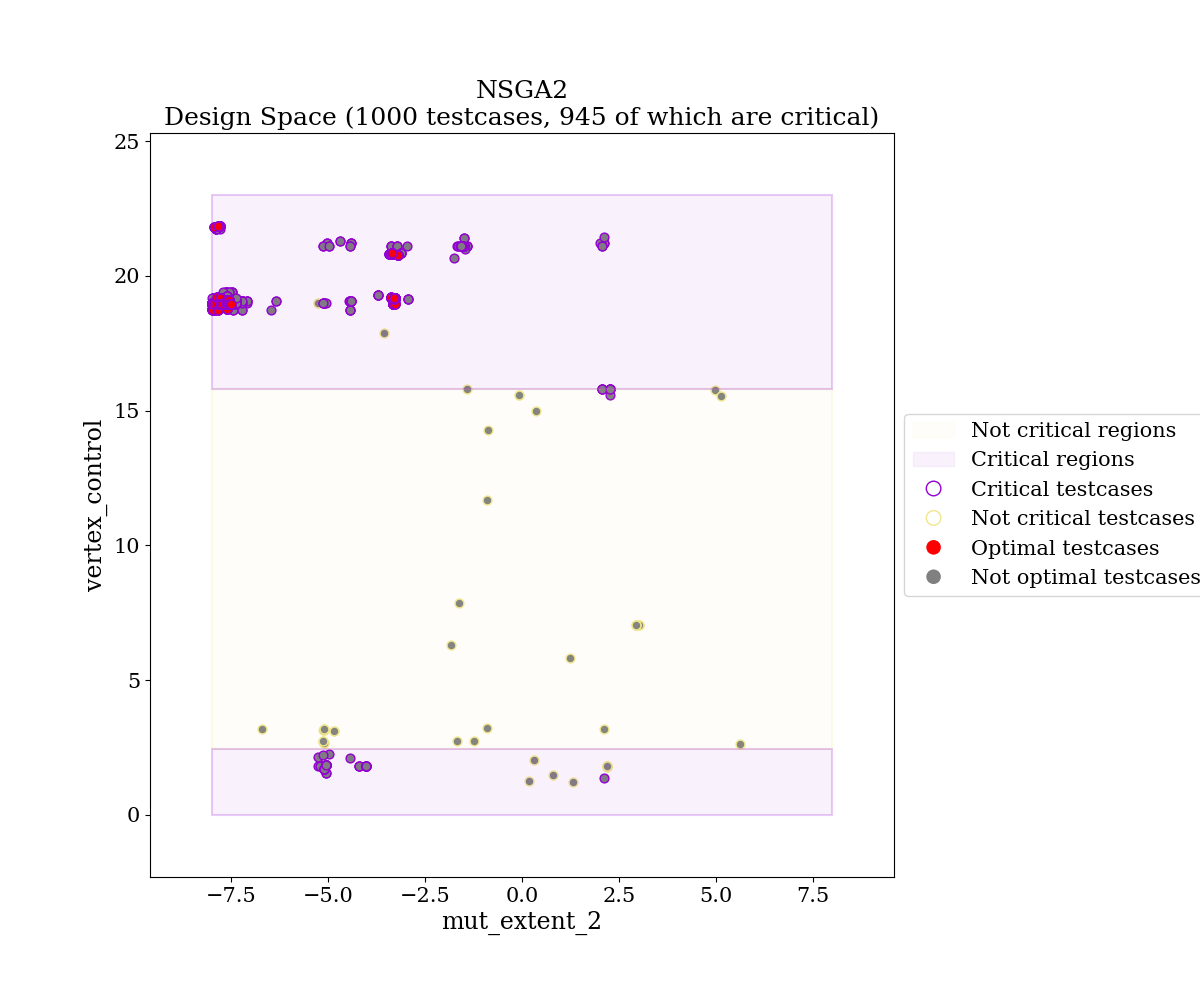 NSGA2
Design Space (1000 testcases, 945 of which are critical)
25
20
15
10
5
0
vertex_control
−7.5
−5.0
−2.5
0.0
2.5
5.0
7.5
mut_extent_2
Not critical regions
Critical regions
Critical testcases
Not critical testcases
Optimal testcases
Not optimal testcases